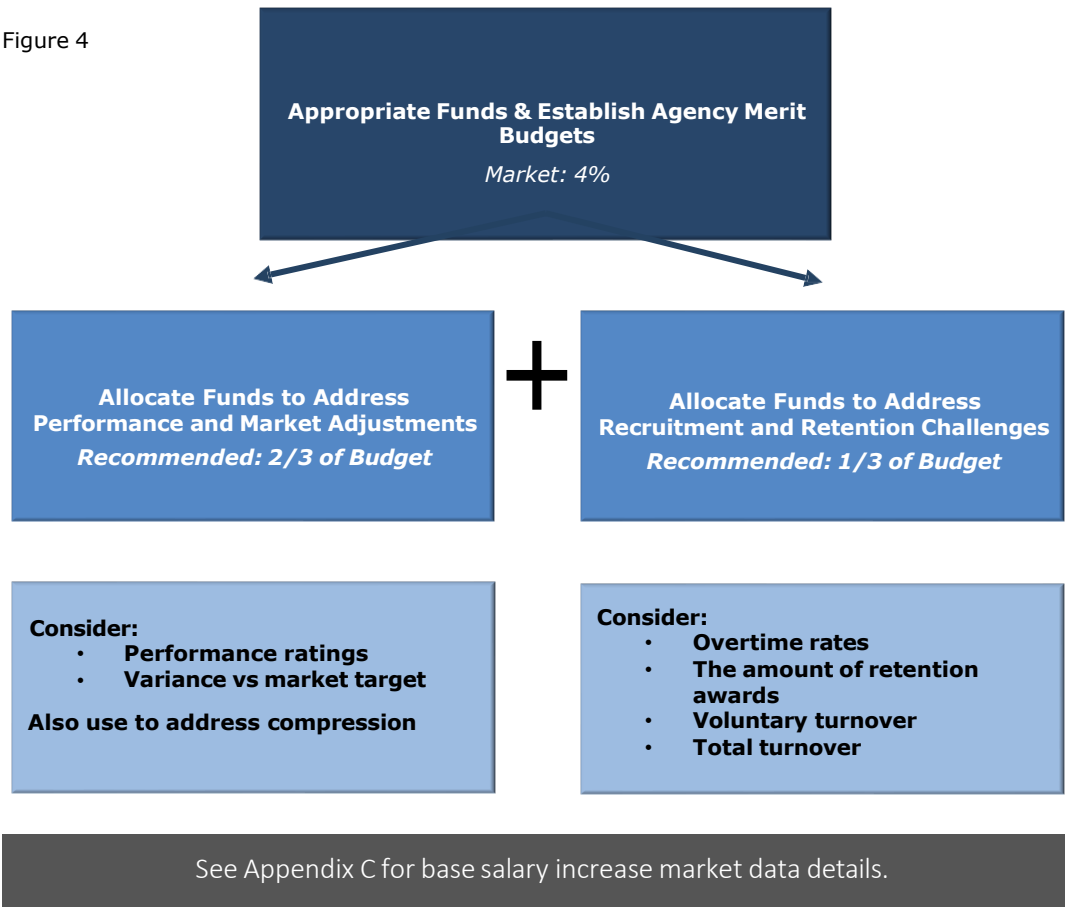 Figure 4
Appropriate Funds & Establish Agency Merit
Budgets
Market: 4%
Allocate Funds to Address
Performance and Market Adjustments
Recommended: 2/3 of Budget
+
Allocate Funds to Address
Recruitment and Retention Challenges
Recommended: 1/3 of Budget
Consider:
• Performance ratings
• Variance vs market target
Also use to address compression
Consider:
• Overtime rates
• The amount of retention
awards
• Voluntary turnover
• Total turnover
See Appendix C for base salary increase market data details.